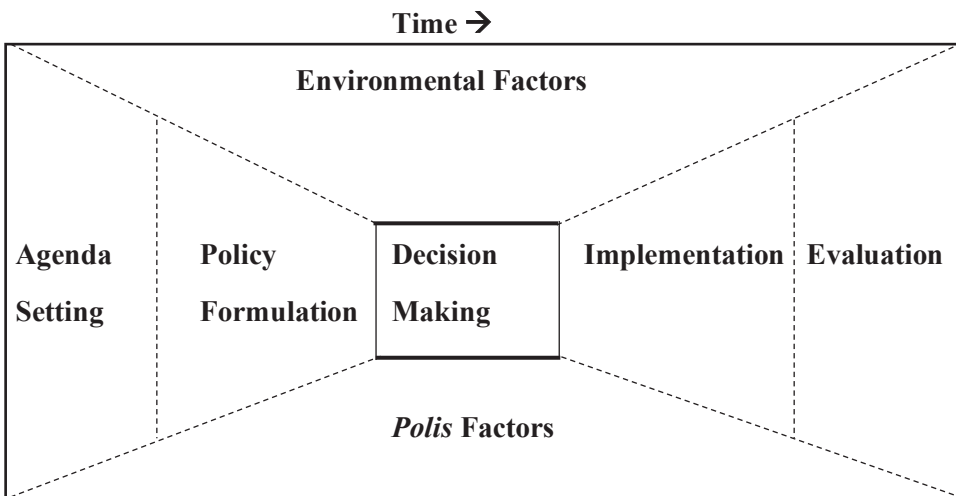 Time →
Environmental Factors
Agenda
Setting
Policy
Formulation
Decision
Making
Implementation
Evaluation
Polis Factors